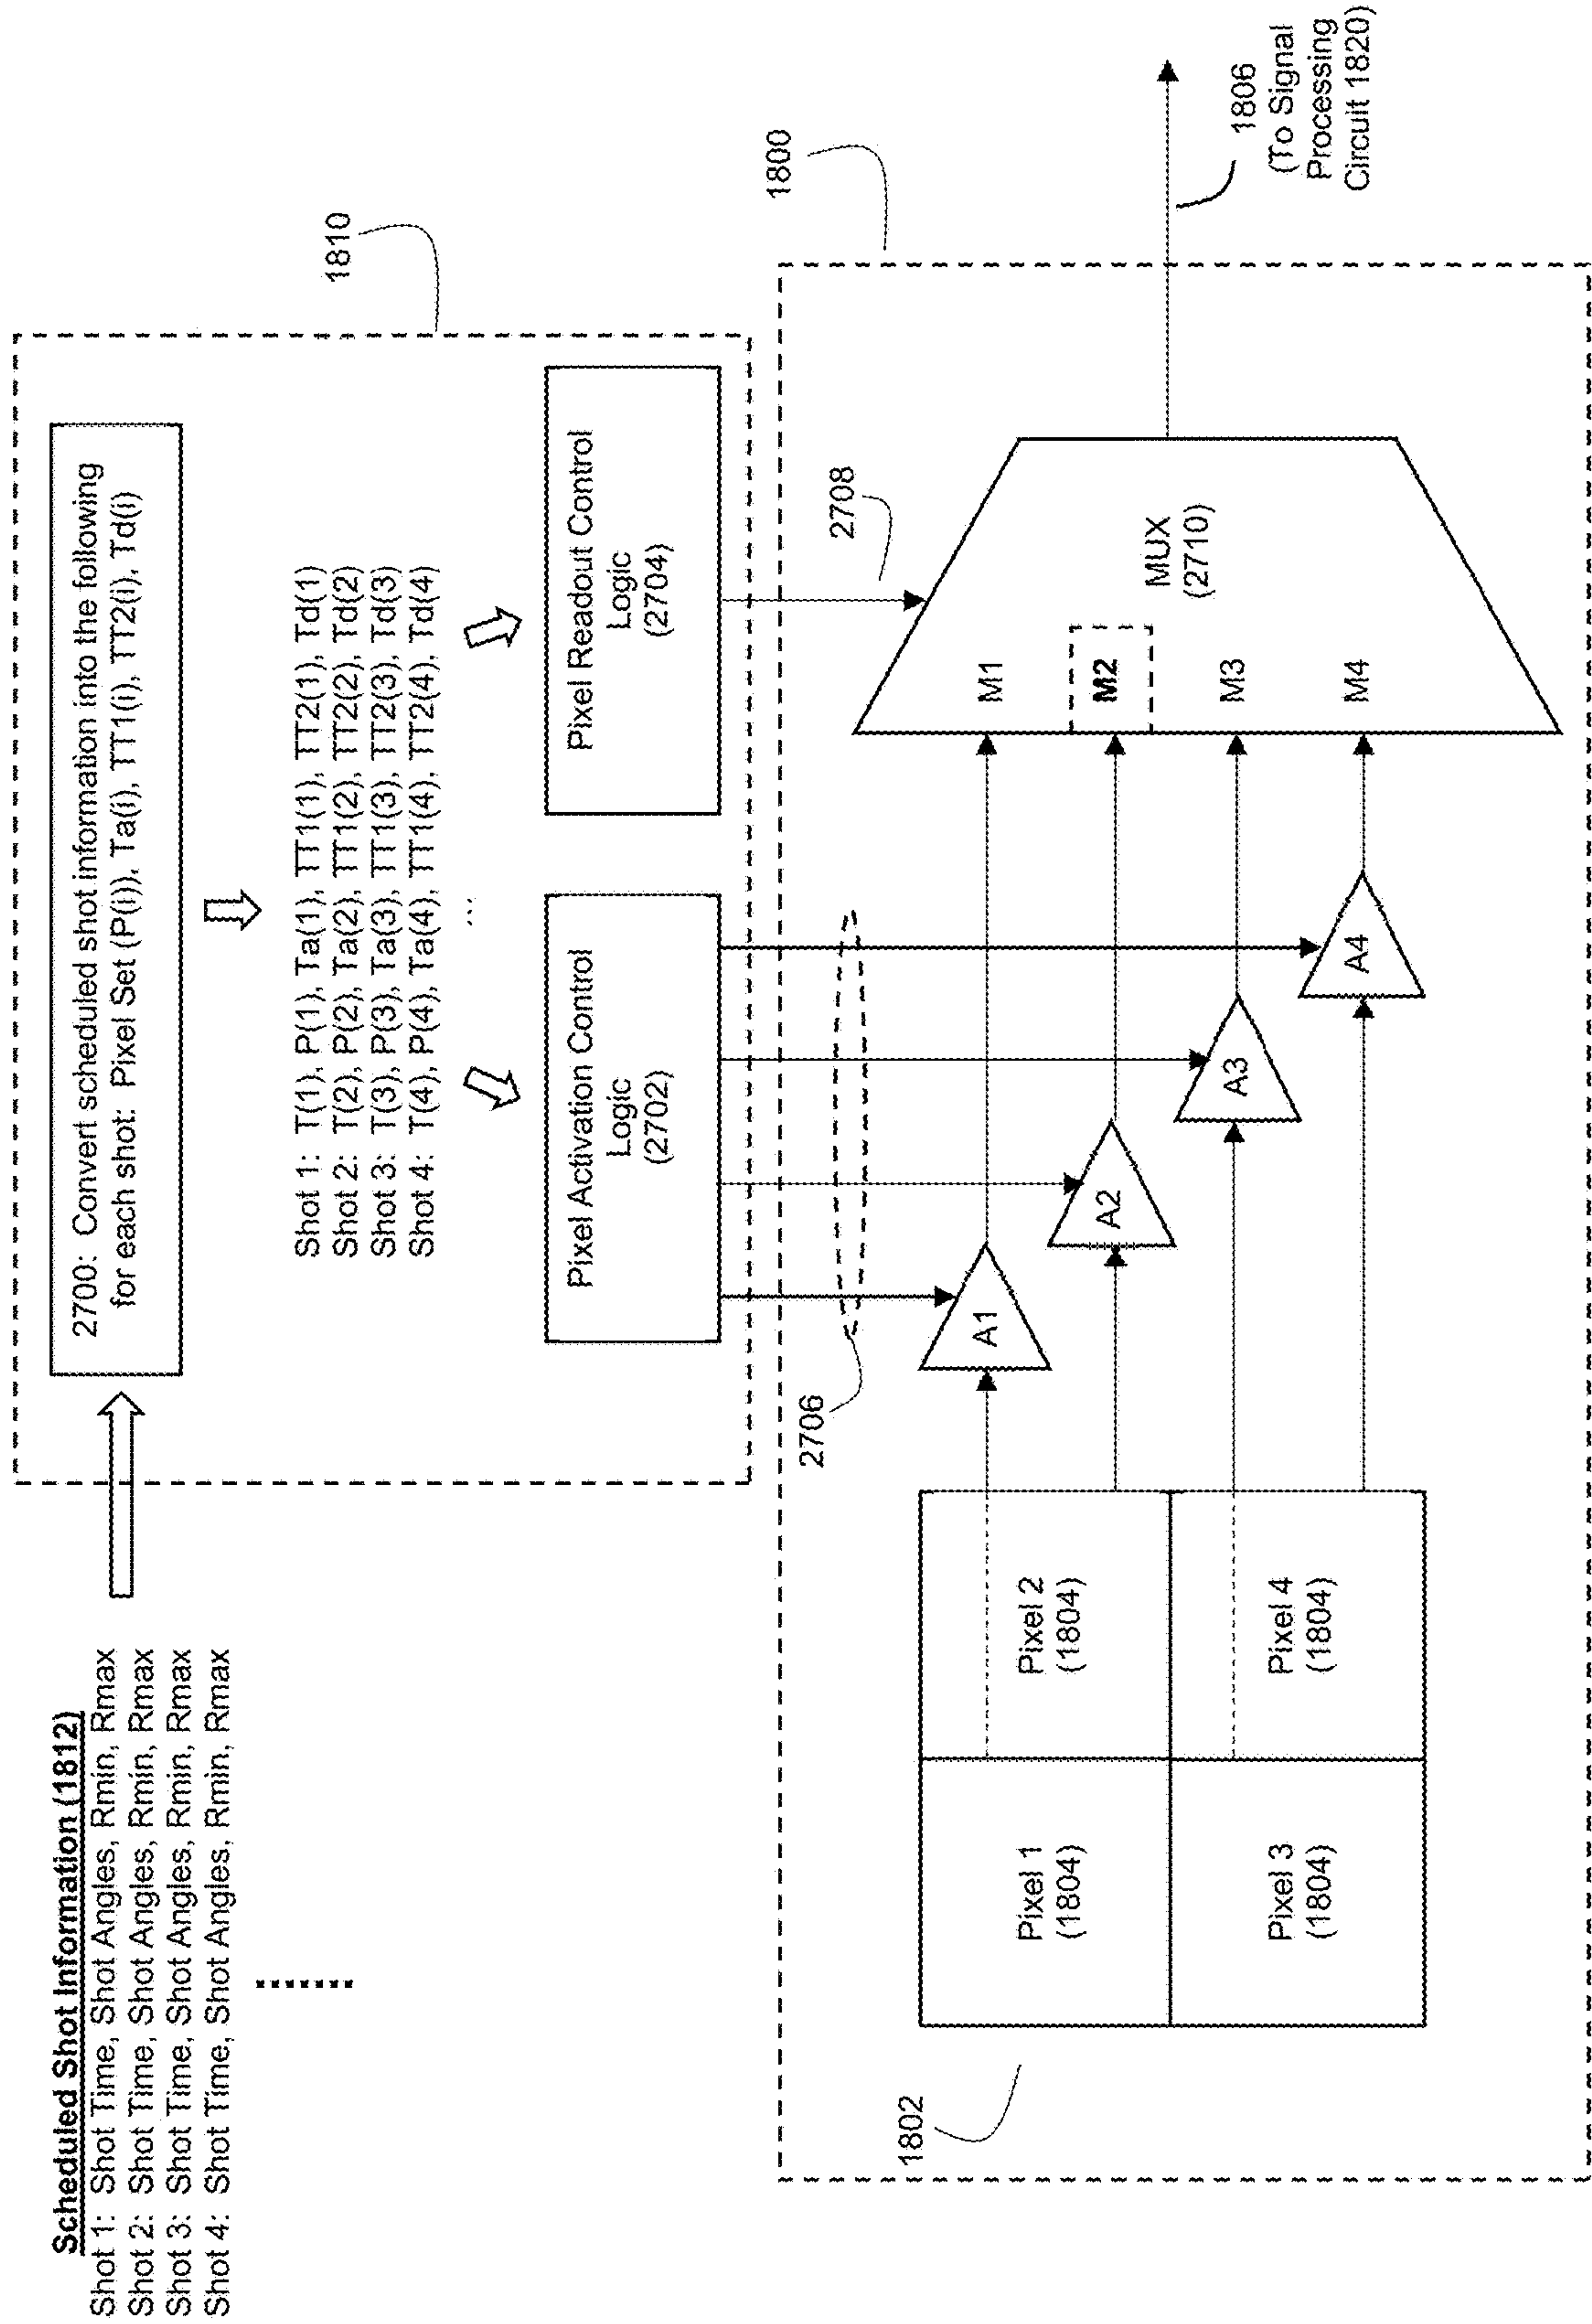 Scheduled Shot Information (1812)
Shot 1: Shot Time, Shot Angles, Rmin, Rmax
Shot 2: Shot Time, Shot Angles, Rmin, Rmax
Shot 3: Shot Time, Shot Angles, Rmin, Rmax
Shot 4: Shot Time, Shot Angles, Rmin, Rmax
.......
2700: Convert scheduled shot information into the following
for each shot: Pixel Set (P(i)), Ta(i), TT1(i), TT2(i), Td(i)
1810
Shot 1: T(1), P(1), Ta(1), TT1(1), TT2(1), Td(1)
Shot 2: T(2), P(2), Ta(2), TT1(2), TT2(2), Td(2)
Shot 3: T(3), P(3), Ta(3), TT1(3), TT2(3), Td(3)
Shot 4: T(4), P(4), Ta(4), TT1(4), TT2(4), Td(4)
...
Pixel Activation Control
Logic
(2702)
Pixel Readout Control
Logic
(2704)
2706
2708
1800
1802
Pixel 1
(1804)
Pixel 2
(1804)
Pixel 3
(1804)
Pixel 4
(1804)
A1
A2
A3
A4
M1
M2
M3
M4
MUX
(2710)
1806
(To Signal
Processing
Circuit 1820)